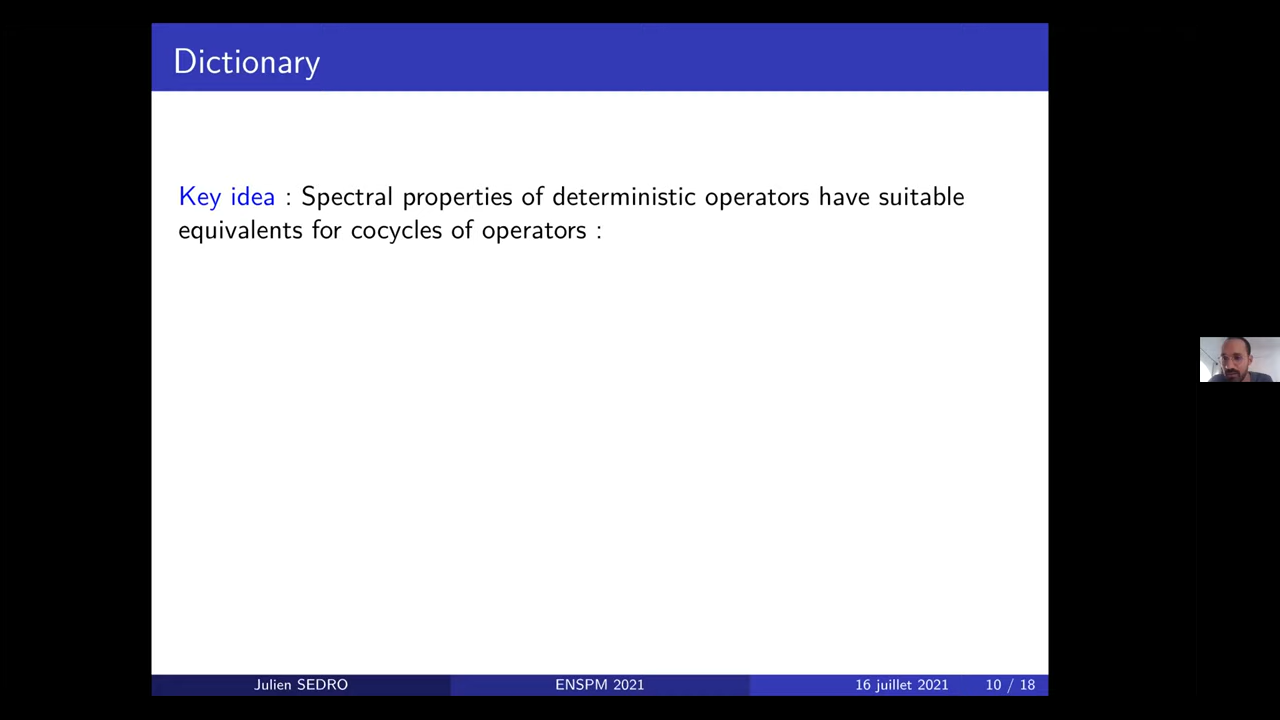 Dictionary
Key idea : Spectral properties of deterministic operators have suitable
equivalents for cocycles of operators :
Julien SEDRO ENSPM 2021 16 juillet 2021 10 / 18